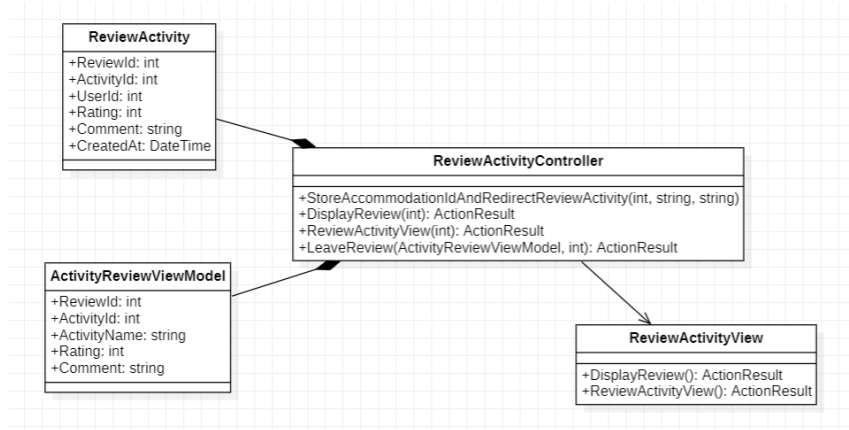 ReviewActivity
+ReviewId: int
+ActivityId: int
+UserId: int
+Rating: int
+Comment: string
+CreatedAt: DateTime
ReviewActivityController
+StoreAccommodationIdAndRedirectReviewActivity(int, string, string)
+DisplayReview(int): ActionResult
+ReviewActivityView(int): ActionResult
+LeaveReview(ActivityReviewViewModel, int): ActionResult
ActivityReviewViewModel
+ReviewId: int
+ActivityId: int
+ActivityName: string
+Rating: int
+Comment: string
ReviewActivityView
+DisplayReview(): ActionResult
+ReviewActivityView(): ActionResult